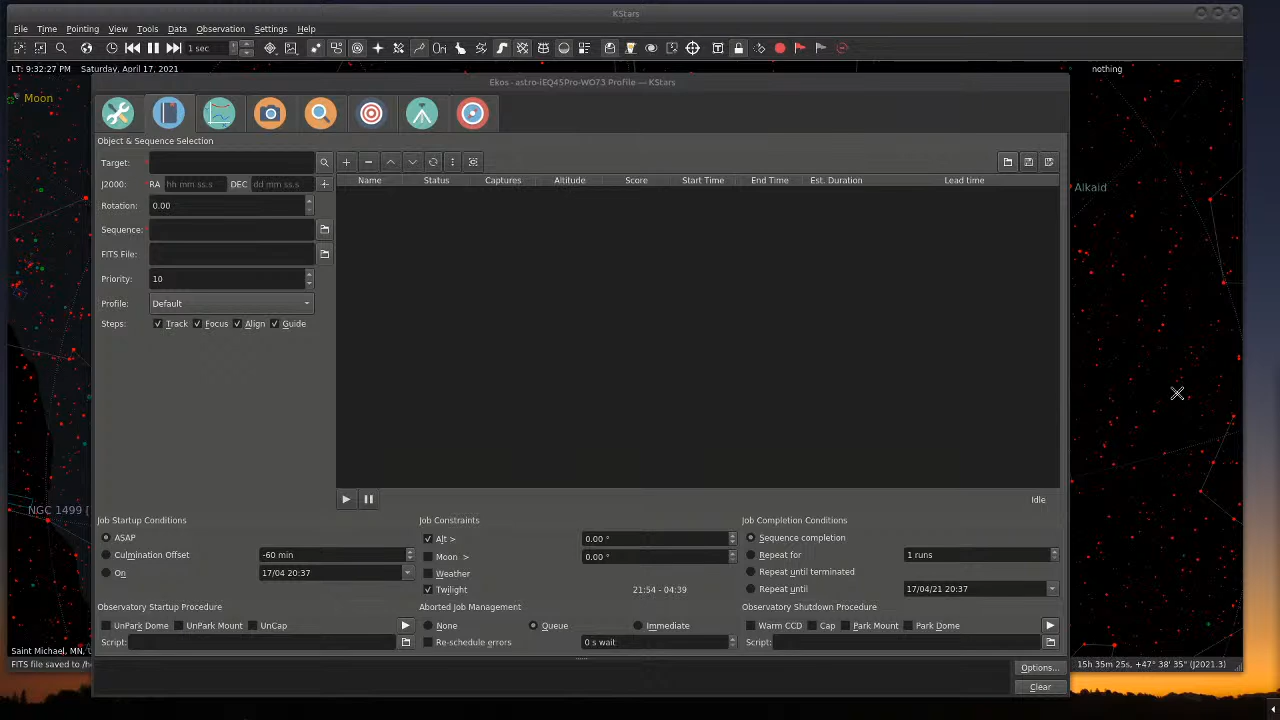 KStars
File Time Pointing View Tools Data Observation Settings Help
1 sec
LT: 9:32:27 PM Saturday, April 17, 2021
nothing
Moon
Ekos - astro-iEQ45Pro-WO73 Profile — KStars
Object & Sequence Selection
Target:
J2000: RA hh mm ss.s DEC dd mm ss.s
Name Status Captures Altitude Score Start Time End Time Est. Duration Lead time
Alkaid
Rotation: 0.00
Sequence:
FITS File:
Priority: 10
Profile: Default
Steps: Track Focus Align Guide
NGC 1499 [
Idle
Job Startup Conditions Job Constraints Job Completion Conditions
ASAP Alt > 0.00 ° Sequence completion
Culmination Offset -60 min Moon > 0.00 ° Repeat for 1 runs
On 17/04 20:37 Weather Repeat until terminated
Twilight 21:54 - 04:39 Repeat until 17/04/21 20:37
Observatory Startup Procedure Aborted Job Management Observatory Shutdown Procedure
UnPark Dome UnPark Mount UnCap None Queue Immediate Warm CCD Cap Park Mount Park Dome
Script: Re-schedule errors 0 s wait Script:
Saint Michael, MN,
FITS file saved to /h
15h 35m 25s, +47° 38' 35" (J2021.3)
Options...
Clear